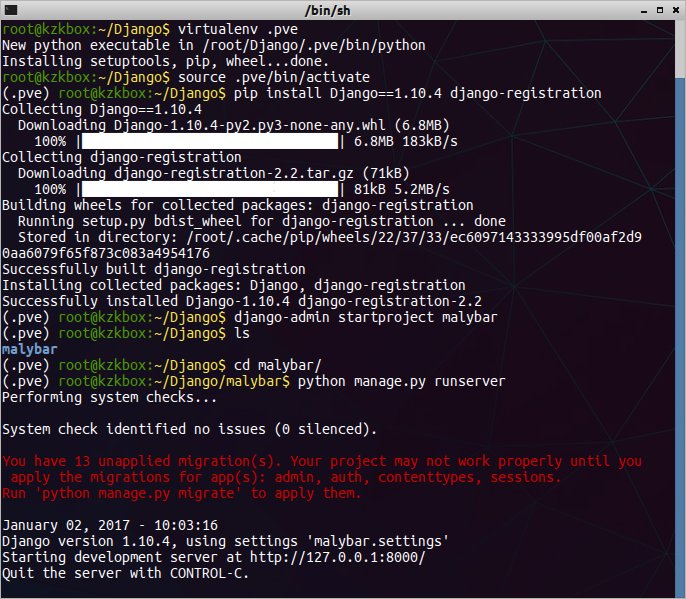 /bin/sh
root@kzkbox:~/Django$ virtualenv .pve
New python executable in /root/Django/.pve/bin/python
Installing setuptools, pip, wheel...done.
root@kzkbox:~/Django$ source .pve/bin/activate
(.pve) root@kzkbox:~/Django$ pip install Django==1.10.4 django-registration
Collecting Django==1.10.4
  Downloading Django-1.10.4-py2.py3-none-any.whl (6.8MB)
    100% |████████████████████████████████| 6.8MB 183kB/s
Collecting django-registration
  Downloading django-registration-2.2.tar.gz (71kB)
    100% |████████████████████████████████| 81kB 5.2MB/s
Building wheels for collected packages: django-registration
  Running setup.py bdist_wheel for django-registration ... done
  Stored in directory: /root/.cache/pip/wheels/22/37/33/ec6097143333995df00af2d9
0aa6079f65f873c083a4954176
Successfully built django-registration
Installing collected packages: Django, django-registration
Successfully installed Django-1.10.4 django-registration-2.2
(.pve) root@kzkbox:~/Django$ django-admin startproject malybar
(.pve) root@kzkbox:~/Django$ ls
malybar
(.pve) root@kzkbox:~/Django$ cd malybar/
(.pve) root@kzkbox:~/Django/malybar$ python manage.py runserver
Performing system checks...

System check identified no issues (0 silenced).

You have 13 unapplied migration(s). Your project may not work properly until you
 apply the migrations for app(s): admin, auth, contenttypes, sessions.
Run 'python manage.py migrate' to apply them.

January 02, 2017 - 10:03:16
Django version 1.10.4, using settings 'malybar.settings'
Starting development server at http://127.0.0.1:8000/
Quit the server with CONTROL-C.